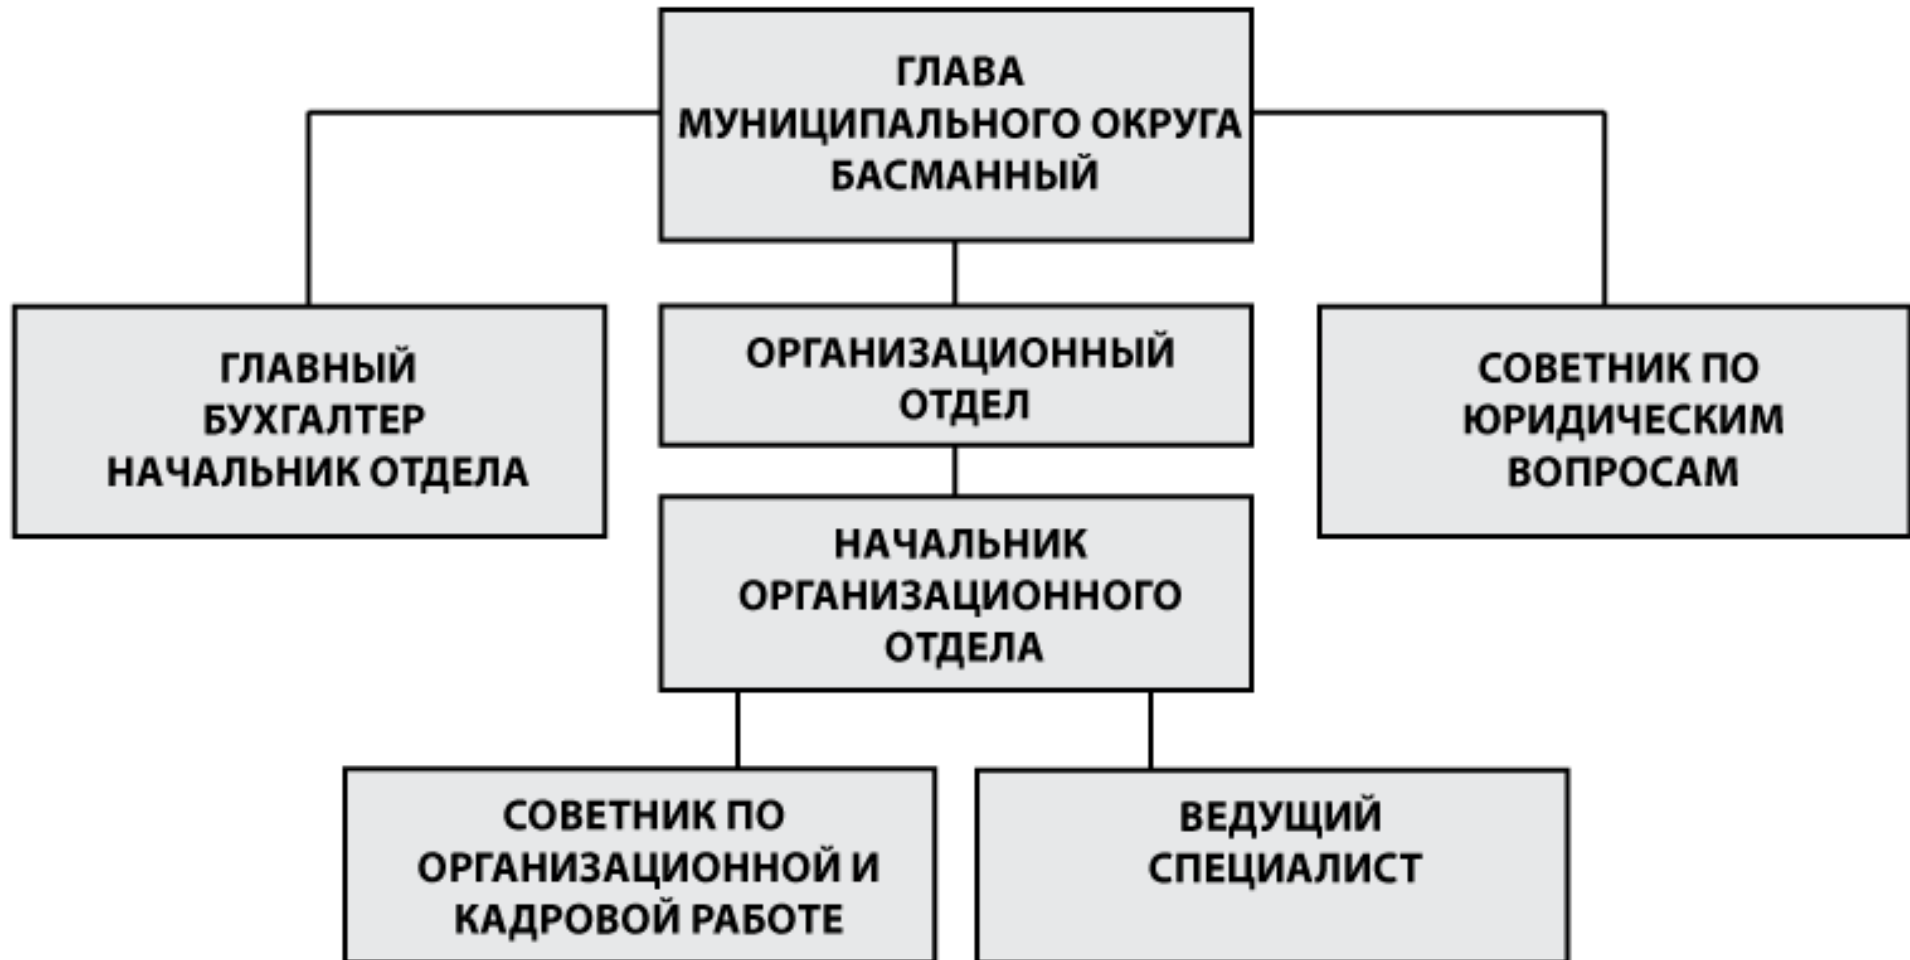 ГЛАВА
МУНИЦИПАЛЬНОГО ОКРУГА
БАСМАННЫЙ
ГЛАВНЫЙ
БУХГАЛТЕР
НАЧАЛЬНИК ОТДЕЛА
ОРГАНИЗАЦИОННЫЙ
ОТДЕЛ
СОВЕТНИК ПО
ЮРИДИЧЕСКИМ
ВОПРОСАМ
НАЧАЛЬНИК
ОРГАНИЗАЦИОННОГО
ОТДЕЛА
СОВЕТНИК ПО
ОРГАНИЗАЦИОННОЙ И
КАДРОВОЙ РАБОТЕ
ВЕДУЩИЙ
СПЕЦИАЛИСТ